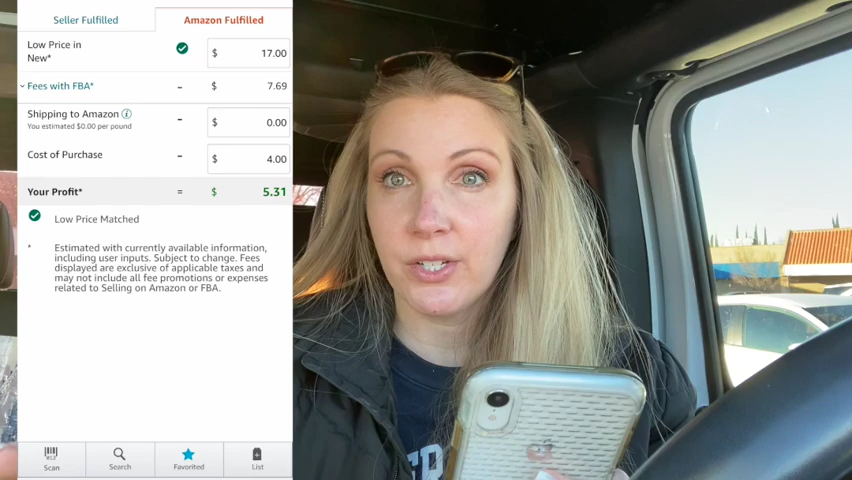 Seller Fulfilled
Amazon Fulfilled
Low Price in $ 17.00
New*
Fees with FBA* - $ 7.69
Shipping to Amazon
You estimated $0.00 per pound
- $ 0.00
Cost of Purchase - $ 4.00
Your Profit* = $ 5.31
Low Price Matched
* Estimated with currently available information,
including user inputs. Subject to change. Fees
displayed are exclusive of applicable taxes and
may not include all fee promotions or expenses
related to Selling on Amazon or FBA.
Scan
Search
Favorited
List